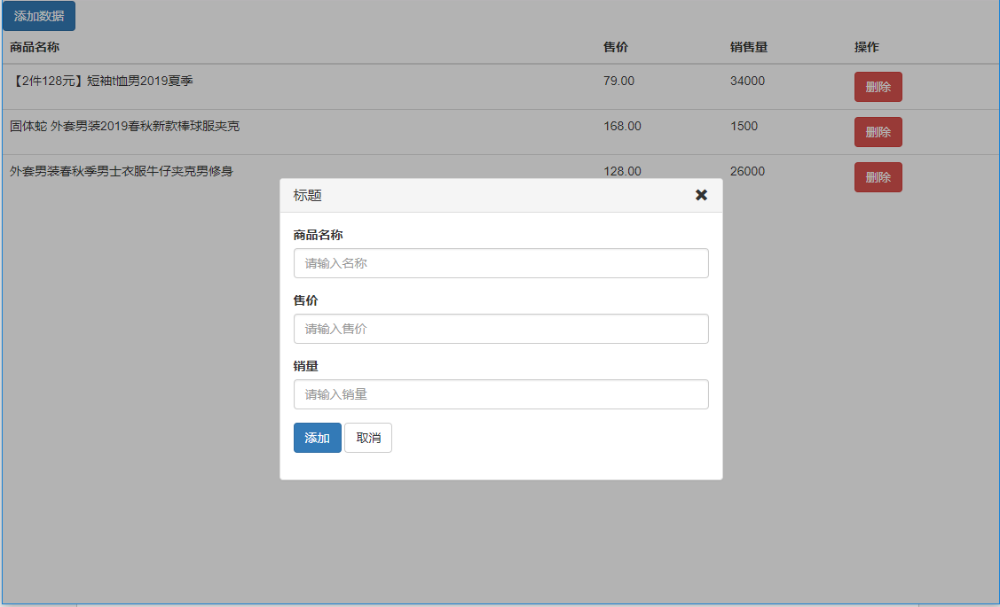 添加数据
商品名称 售价 销售量 操作
【2件128元】短袖t恤男2019夏季 79.00 34000 删除
固体蛇 外套男装2019春秋新款棒球服夹克 168.00 1500 删除
外套男装春秋季男士衣服牛仔夹克男修身 128.00 26000 删除
标题 ✖
商品名称
请输入名称
售价
请输入售价
销量
请输入销量
添加 取消